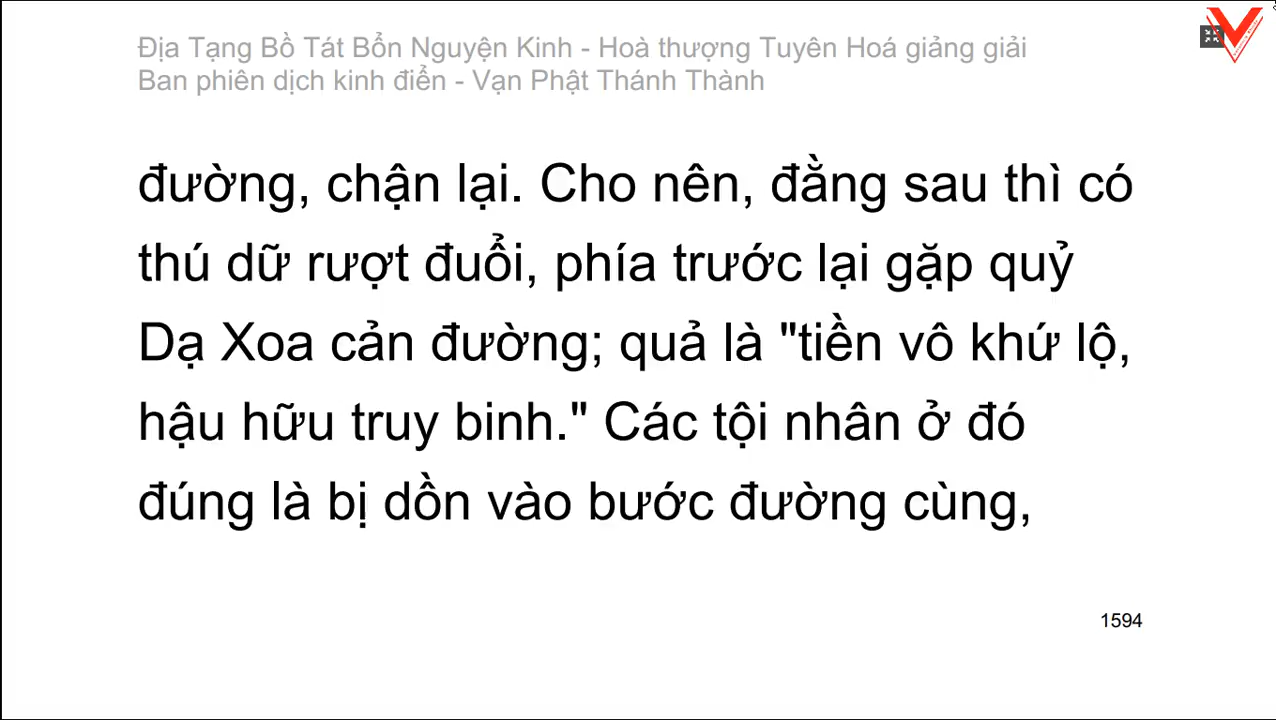 Địa Tạng Bồ Tát Bổn Nguyện Kinh - Hoà thượng Tuyên Hoá giảng giải
Ban phiên dịch kinh điển - Vạn Phật Thánh Thành
đường, chận lại. Cho nên, đằng sau thì có
thú dữ rượt đuổi, phía trước lại gặp quỷ
Dạ Xoa cản đường; quả là "tiền vô khứ lộ,
hậu hữu truy binh." Các tội nhân ở đó
đúng là bị dồn vào bước đường cùng,
1594